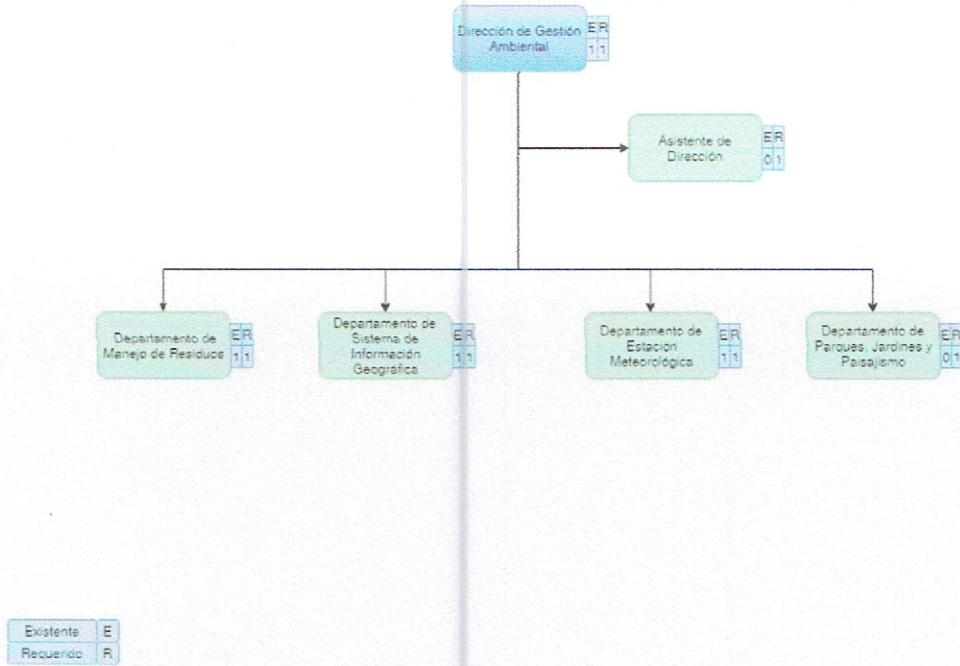 Dirección de Gestión
Ambiental
E R
1 1
Asistente de
Dirección
E R
0 1
Departamento de
Manejo de Residuce
E R
1 1
Departamento de
Sistema de
Información
Geográfica
E R
1 1
Departamento de
Estación
Meteorológica
E R
1 1
Departamento de
Parques, Jardines y
Paisajismo
E R
0 1
Existente E
Requerido R